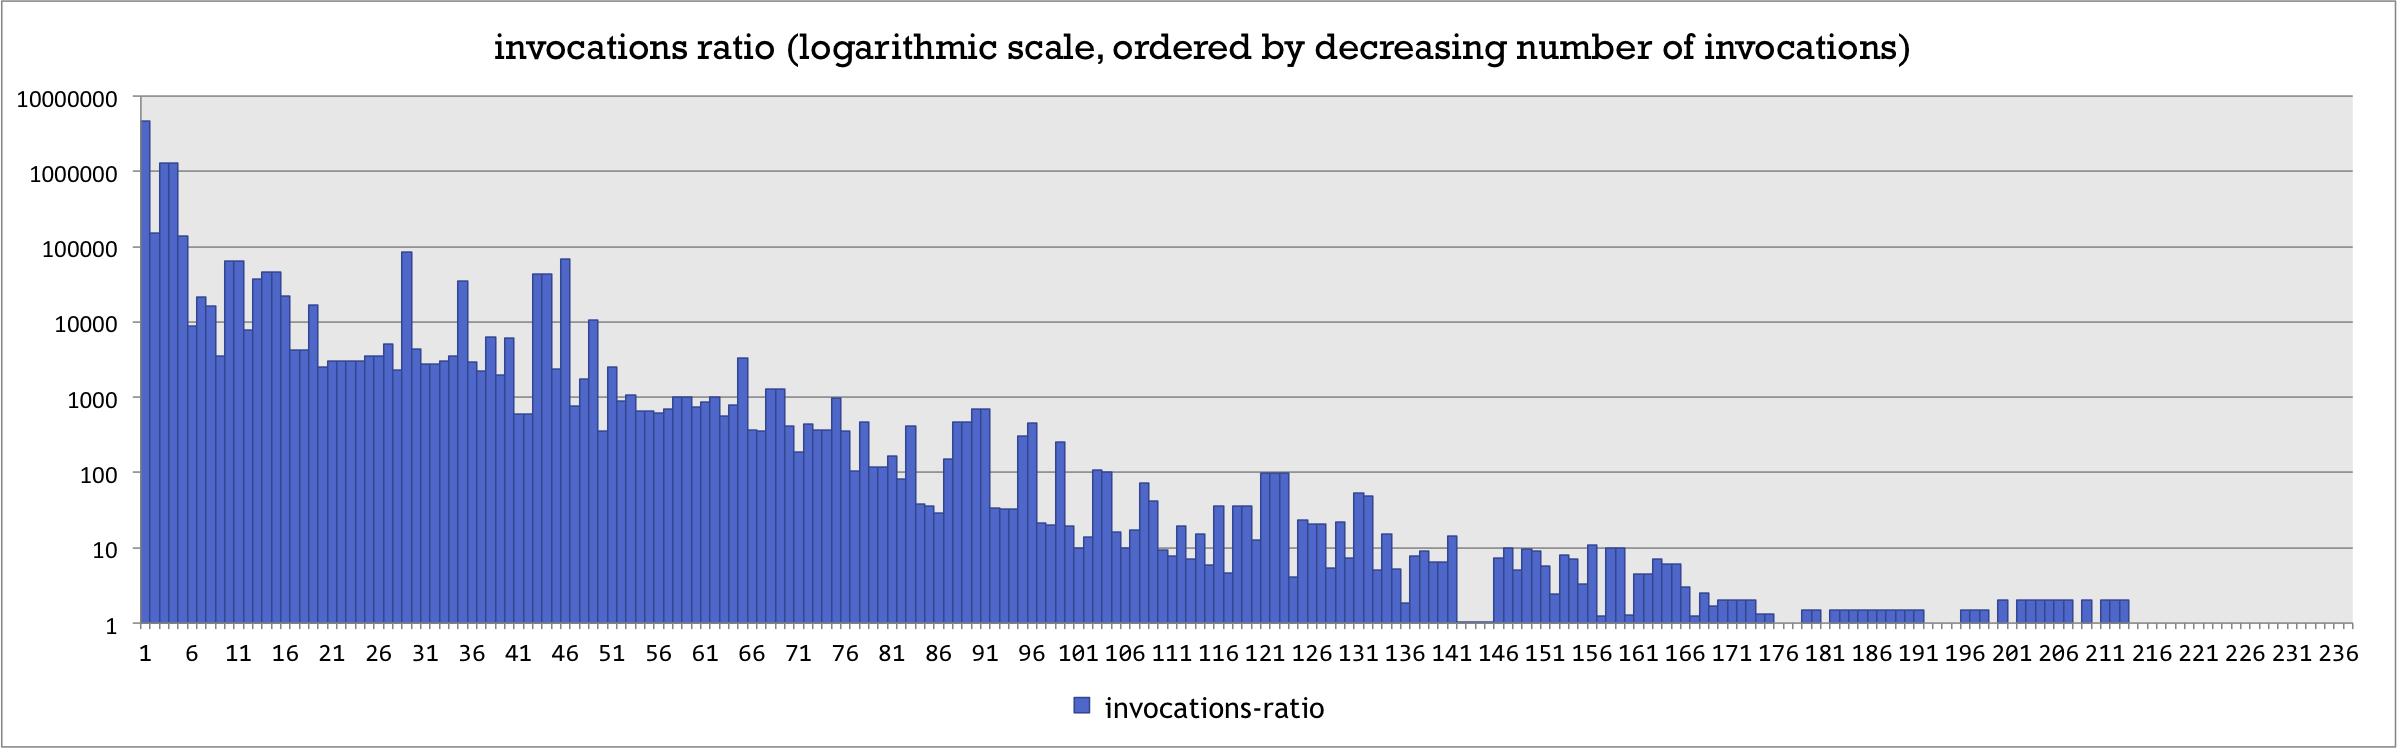 invocations ratio (logarithmic scale, ordered by decreasing number of invocations)
10000000
1000000
100000
10000
1000
100
10
1
1 6 11 16 21 26 31 36 41 46 51 56 61 66 71 76 81 86 91 96 101 106 111 116 121 126 131 136 141 146 151 156 161 166 171 176 181 186 191 196 201 206 211 216 221 226 231 236
invocations-ratio